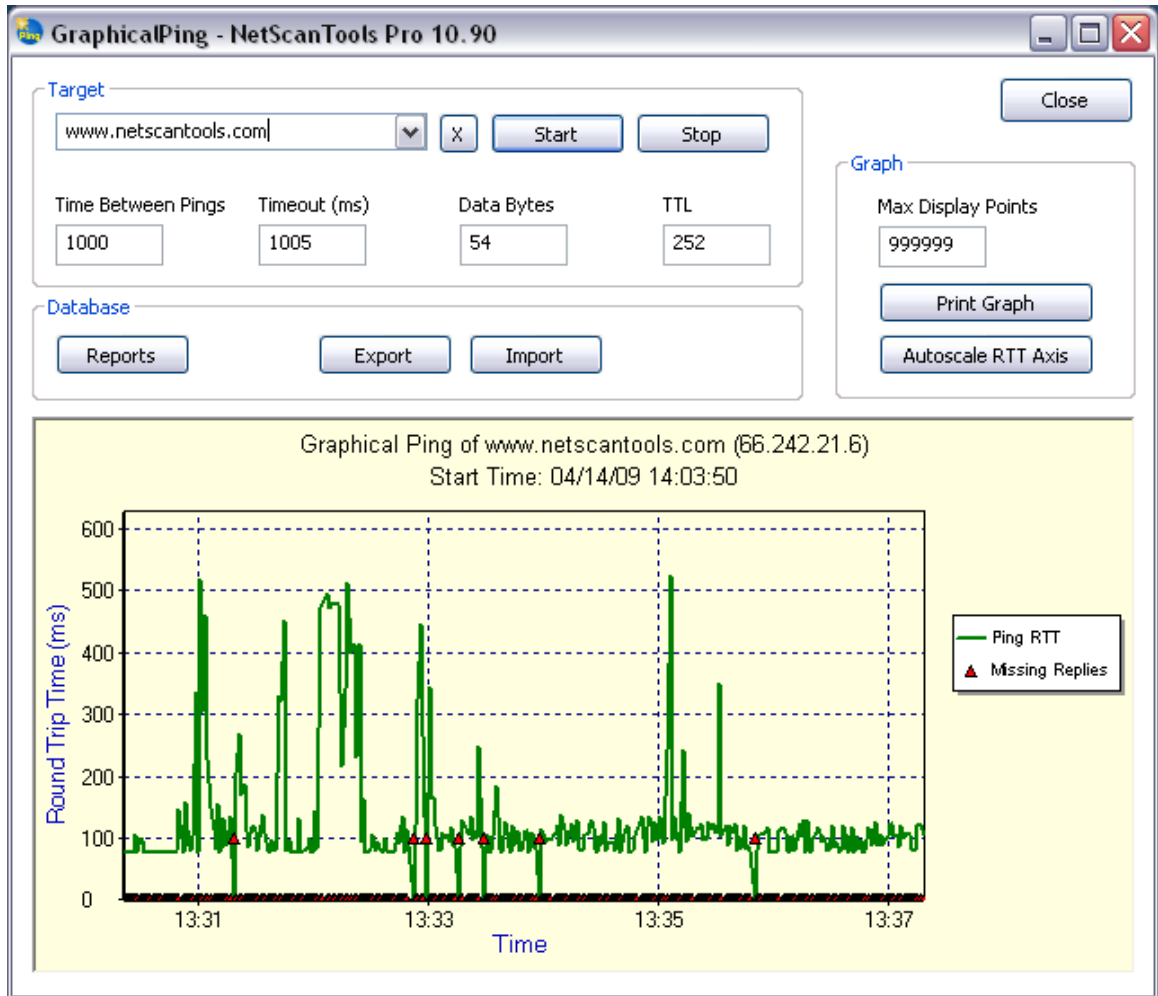 GraphicalPing - NetScanTools Pro 10.90
Close
Target
www.netscantools.com
X
Start
Stop
Time Between Pings
Timeout (ms)
Data Bytes
TTL
1000
1005
54
252
Graph
Max Display Points
999999
Print Graph
Autoscale RTT Axis
Database
Reports
Export
Import
Graphical Ping of www.netscantools.com (66.242.21.6)
Start Time: 04/14/09 14:03:50
Round Trip Time (ms)
600
500
400
300
200
100
0
13:31
13:33
13:35
13:37
Time
Ping RTT
Missing Replies